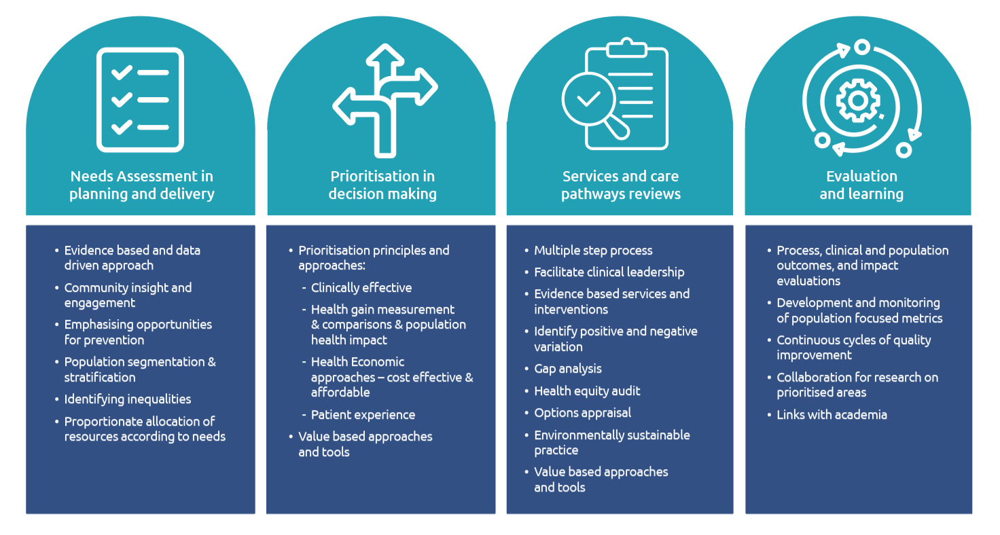 Needs Assessment in
planning and delivery
• Evidence based and data
driven approach
• Community insight and
engagement
• Emphasising opportunities
for prevention
• Population segmentation &
stratification
• Identifying inequalities
• Proportionate allocation of
resources according to needs
Prioritisation in
decision making
• Prioritisation principles and
approaches:
- Clinically effective
- Health gain measurement
& comparisons & population
health impact
- Health Economic
approaches – cost effective &
affordable
- Patient experience
• Value based approaches
and tools
Services and care
pathways reviews
• Multiple step process
• Facilitate clinical leadership
• Evidence based services and
interventions
• Identify positive and negative
variation
• Gap analysis
• Health equity audit
• Options appraisal
• Environmentally sustainable
practice
• Value based approaches
and tools
Evaluation
and learning
• Process, clinical and population
outcomes, and impact
evaluations
• Development and monitoring
of population focused metrics
• Continuous cycles of quality
improvement
• Collaboration for research on
prioritised areas
• Links with academia